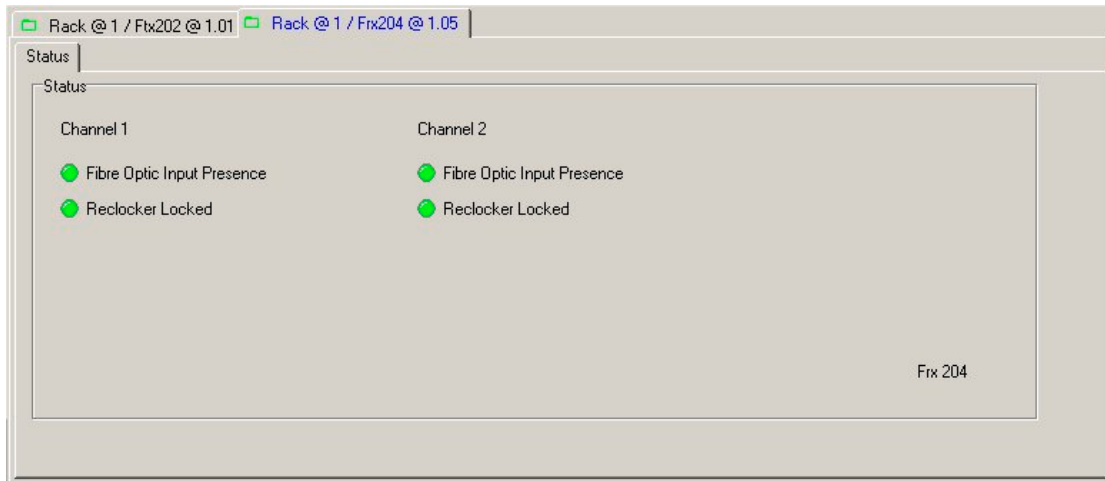 Rack @ 1 / Ftx202 @ 1.01 Rack @ 1 / Frx204 @ 1.05
Status
Status
Channel 1 Channel 2
Fibre Optic Input Presence Fibre Optic Input Presence
Reclocker Locked Reclocker Locked
Frx 204